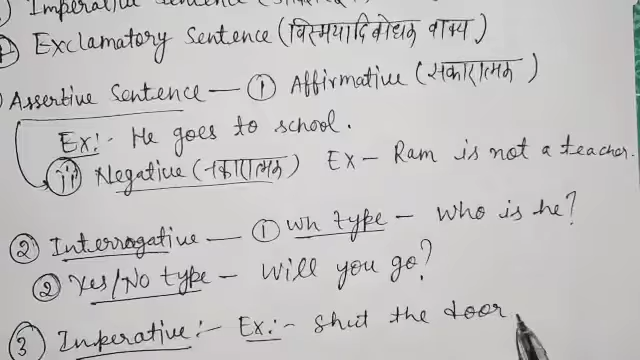 Imperative Sentence
Exclamatory Sentence (विस्मयादिबोधक वाक्य)
Assertive Sentence — ① Affirmative (सकारात्मक)
Ex:- He goes to school.
ii Negative (नकारात्मक) Ex – Ram is not a teacher.
② Interrogative — ① Wh type – Who is he?
② Yes/No type – Will you go?
③ Imperative:- Ex:- Shut the door